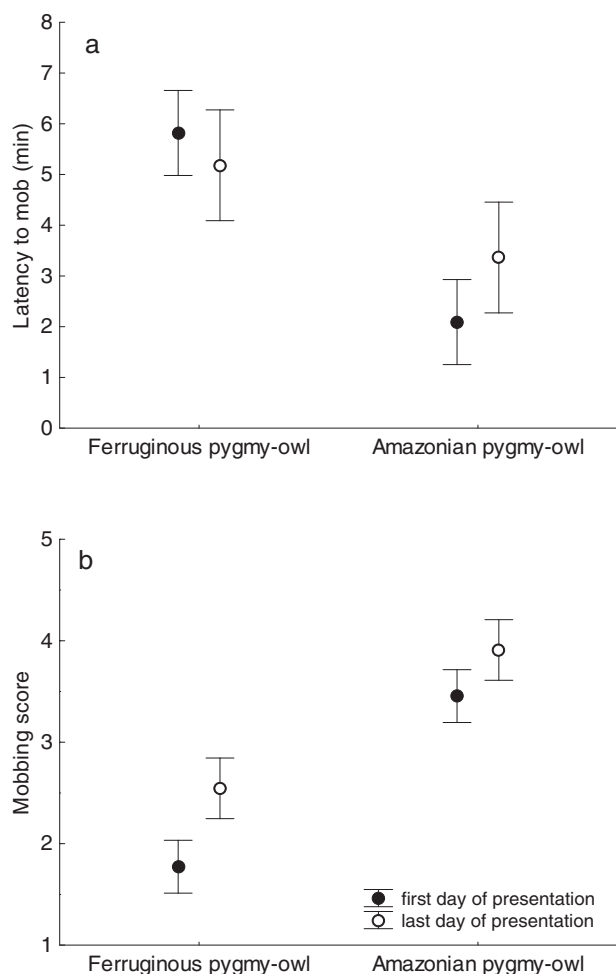 a
8
7
6
5
4
3
2
1
0
Latency to mob (min)
Ferruginous pygmy-owl Amazonian pygmy-owl
b
5
4
3
2
1
Mobbing score
first day of presentation
last day of presentation
Ferruginous pygmy-owl Amazonian pygmy-owl